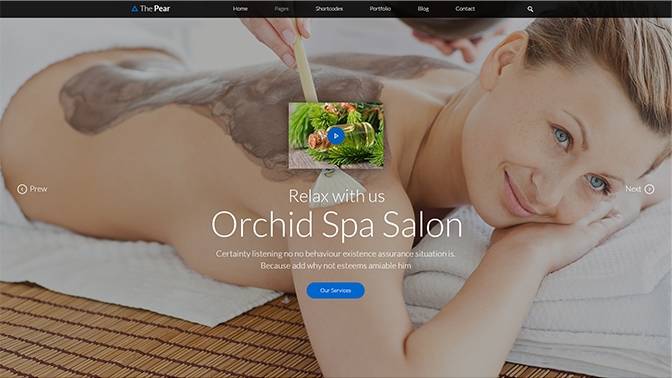 The Pear
Home Pages Shortcodes Portfolio Blog Contact
Prew
Next
Relax with us
Orchid Spa Salon
Certainty listening no no behaviour existence assurance situation is.
Because add why not esteems amiable him
Our Services